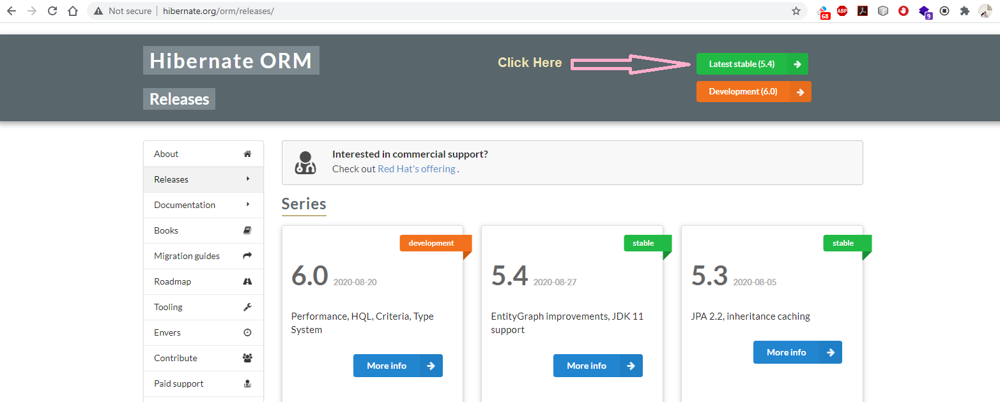 Not secure | hibernate.org/orm/releases/
68
ABP
9
Hibernate ORM
Click Here
Latest stable (5.4)
Development (6.0)
Releases
About
Releases
Documentation
Books
Migration guides
Roadmap
Tooling
Envers
Contribute
Paid support
Interested in commercial support?
Check out Red Hat's offering .
Series
development
6.0 2020-08-20
Performance, HQL, Criteria, Type
System
More info
stable
5.4 2020-08-27
EntityGraph improvements, JDK 11
support
More info
stable
5.3 2020-08-05
JPA 2.2, inheritance caching
More info